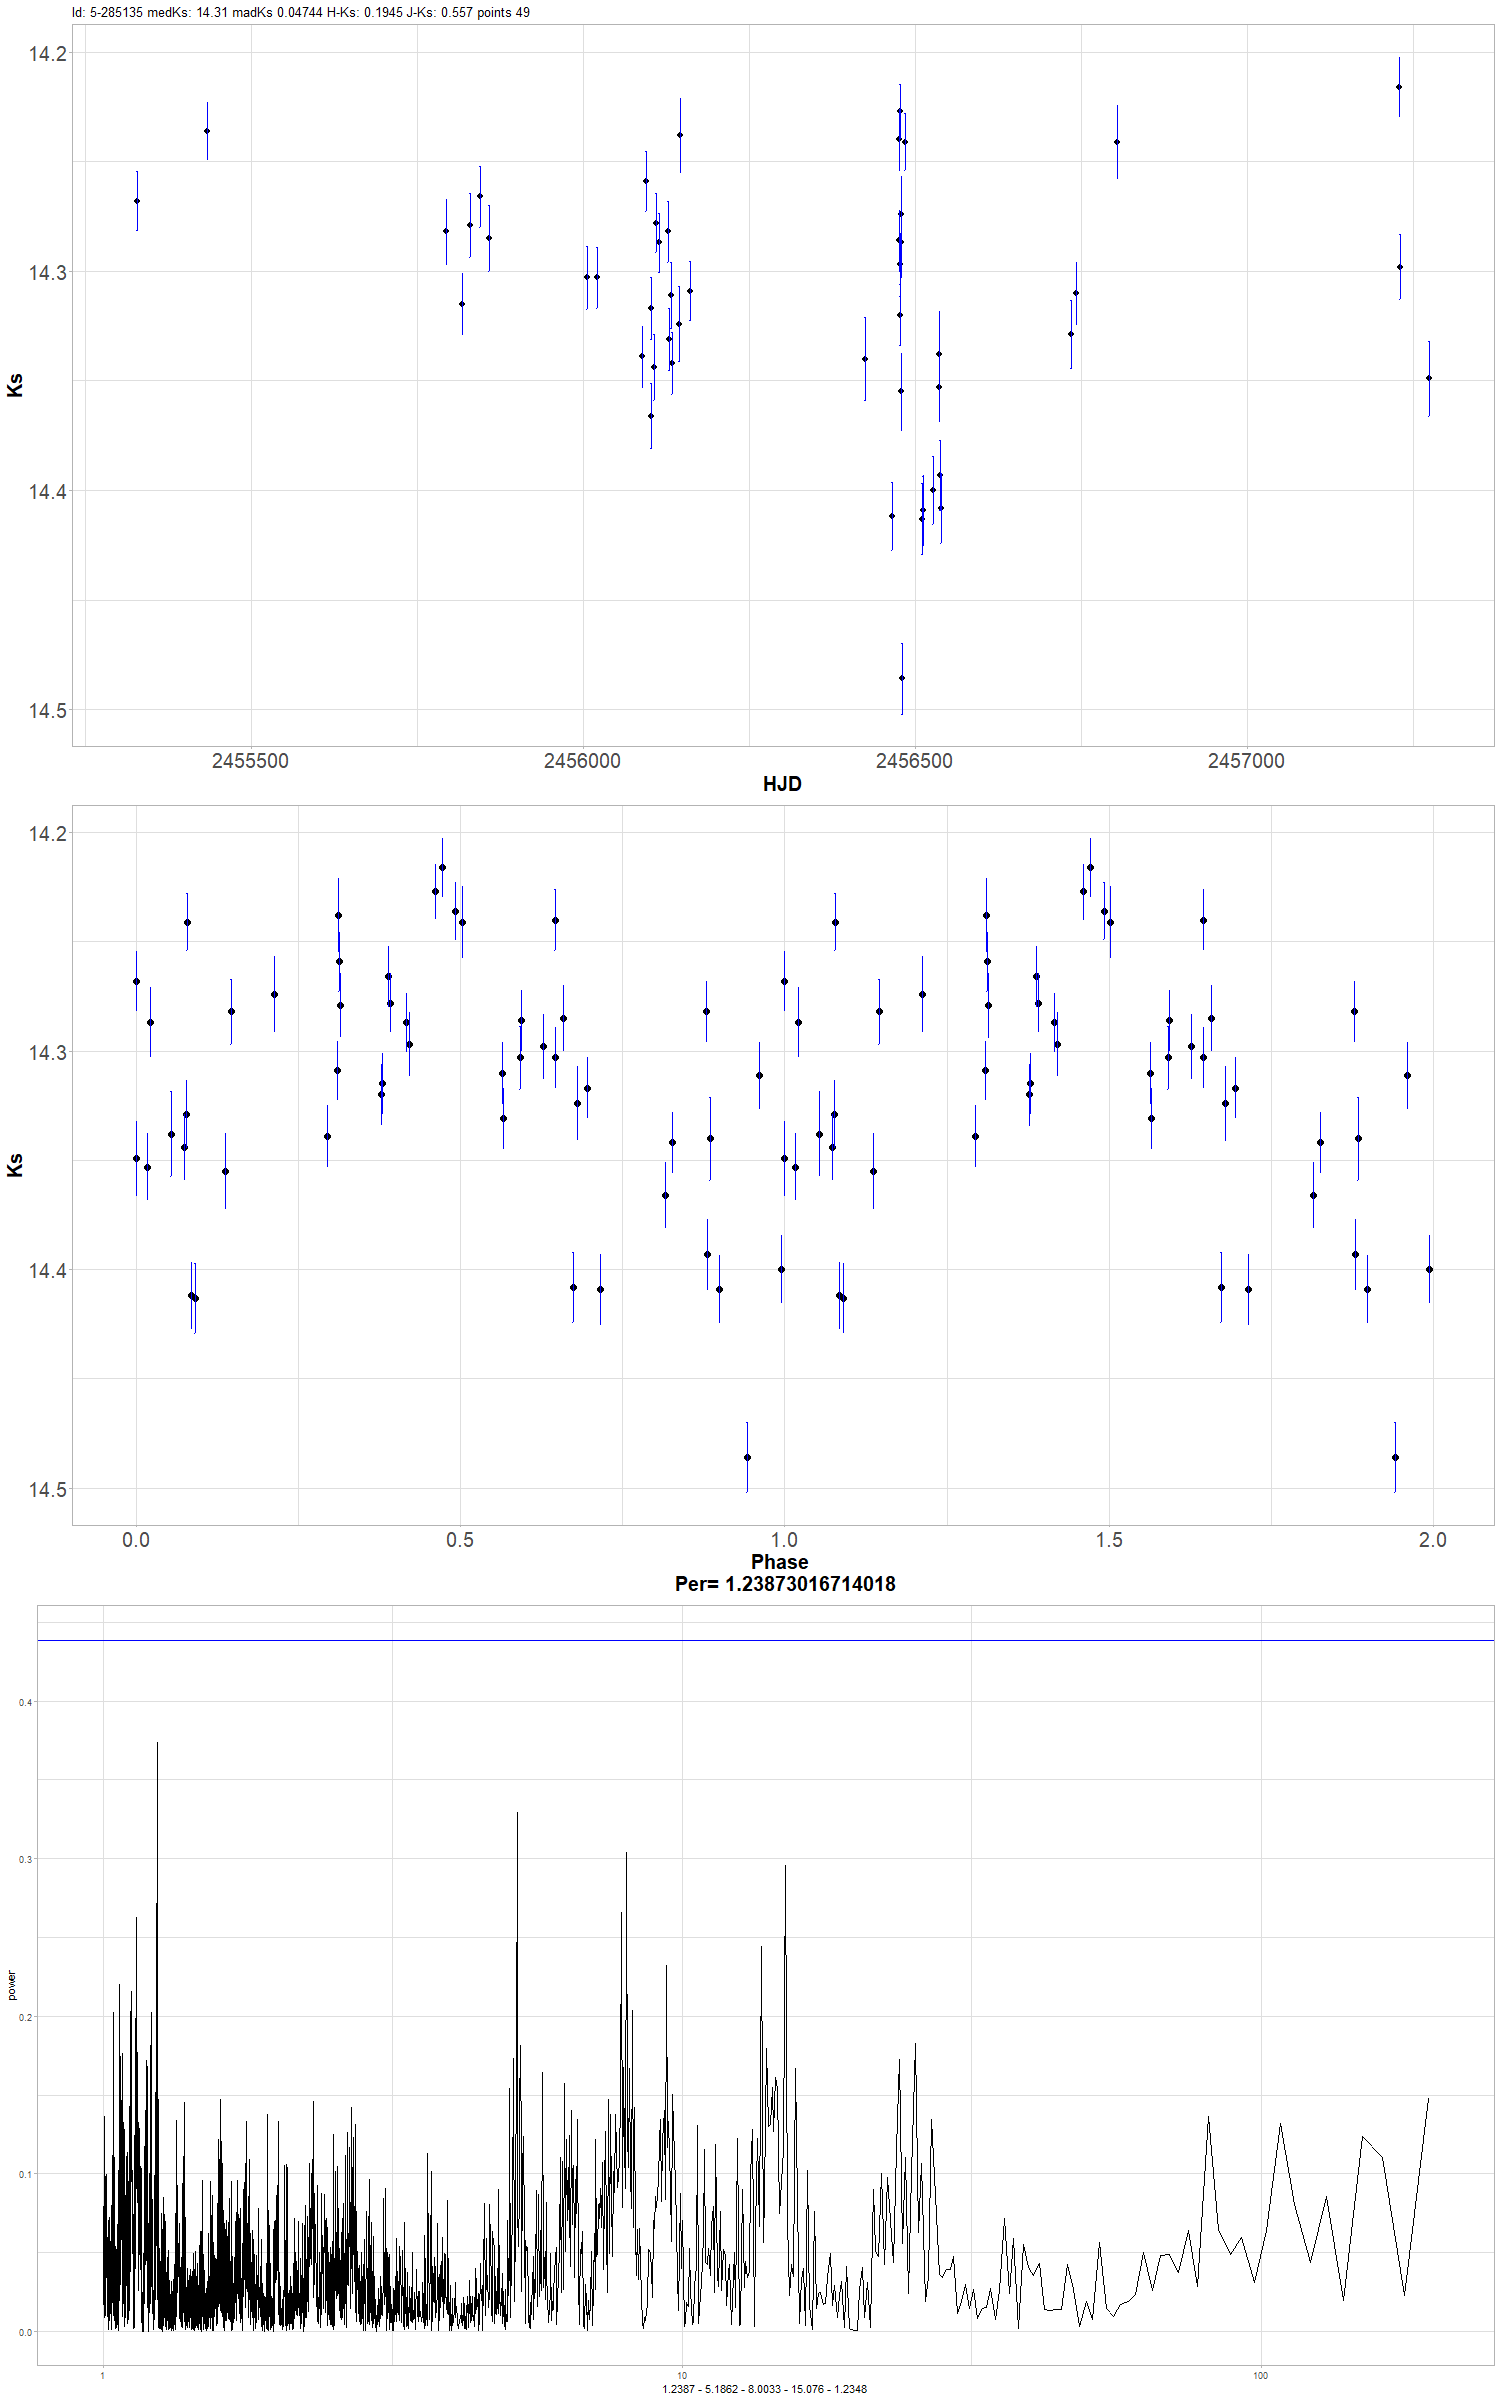 Id: 5-285135 medKs: 14.31 madKs 0.04744 H-Ks: 0.1945 J-Ks: 0.557 points 49
14.2
14.3
14.4
14.5
Ks
2455500 2456000 2456500 2457000
HJD
14.2
14.3
14.4
14.5
Ks
0.0 0.5 1.0 1.5 2.0
Phase
Per= 1.23873016714018
0.4
0.3
0.2
0.1
0.0
power
1 10 100
1.2387 - 5.1862 - 8.0033 - 15.076 - 1.2348